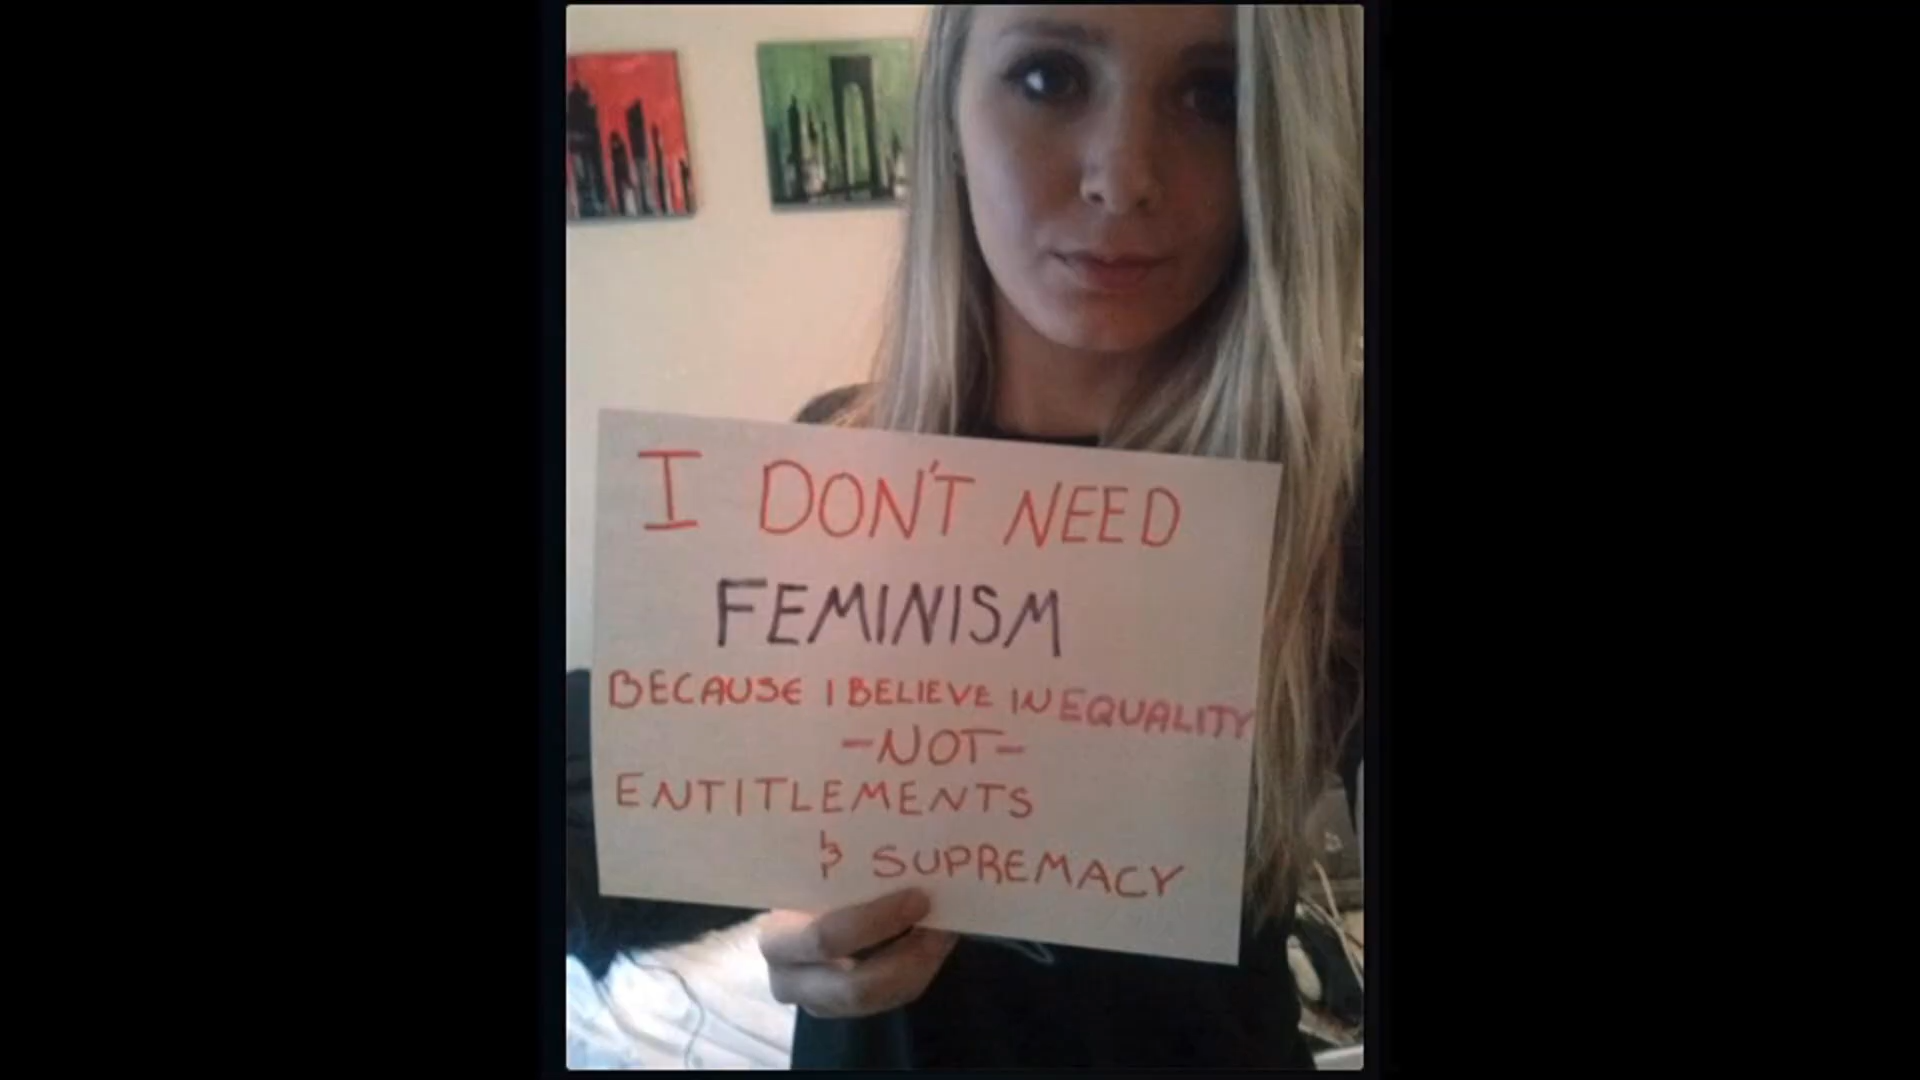 I DON'T NEED
FEMINISM
BECAUSE I BELIEVE IN EQUALITY
-NOT-
ENTITLEMENTS
& SUPREMACY